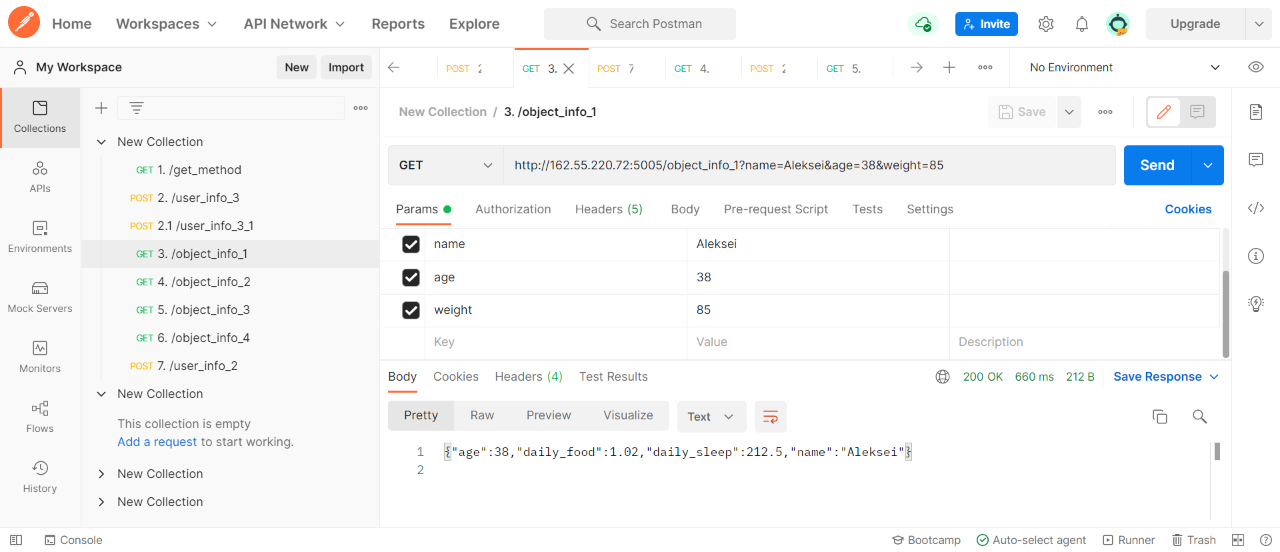 Home Workspaces API Network Reports Explore Search Postman Invite Upgrade
My Workspace New Import
POST 2 GET 3. POST 7 GET 4. POST 2 GET 5. No Environment
Collections
APIs
Environments
Mock Servers
Monitors
Flows
History
New Collection
GET 1. /get_method
POST 2. /user_info_3
POST 2.1 /user_info_3_1
GET 3. /object_info_1
GET 4. /object_info_2
GET 5. /object_info_3
GET 6. /object_info_4
POST 7. /user_info_2
New Collection
This collection is empty
Add a request to start working.
New Collection
New Collection
New Collection / 3. /object_info_1 Save
GET http://162.55.220.72:5005/object_info_1?name=Aleksei&age=38&weight=85 Send
Params Authorization Headers (5) Body Pre-request Script Tests Settings Cookies
name Aleksei
age 38
weight 85
Key Value Description
Body Cookies Headers (4) Test Results 200 OK 660 ms 212 B Save Response
Pretty Raw Preview Visualize Text
1 {"age":38,"daily_food":1.02,"daily_sleep":212.5,"name":"Aleksei"}
2
Console Bootcamp Auto-select agent Runner Trash